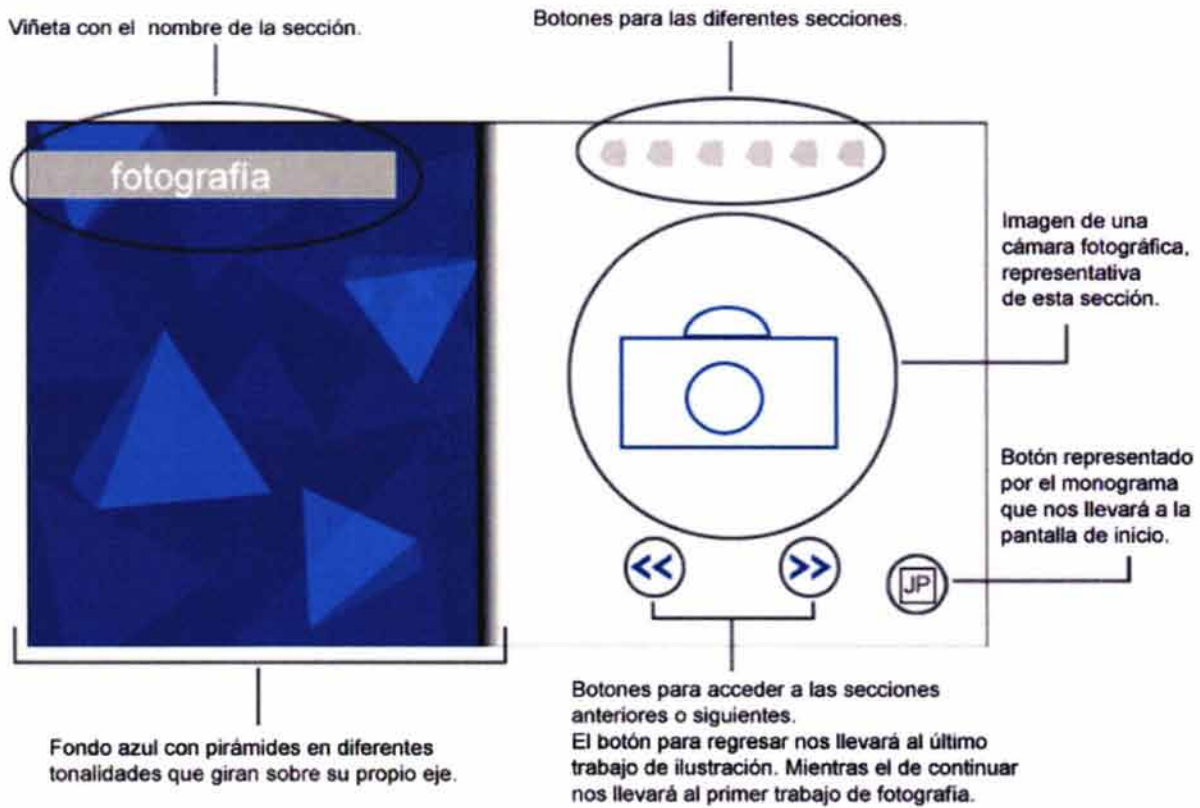 Viñeta con el nombre de la sección.
Botones para las diferentes secciones.
fotografía
Imagen de una
cámara fotográfica,
representativa
de esta sección.
Botón representado
por el monograma
que nos llevará a la
pantalla de inicio.
<< >>
JP
Fondo azul con pirámides en diferentes
tonalidades que giran sobre su propio eje.
Botones para acceder a las secciones
anteriores o siguientes.
El botón para regresar nos llevará al último
trabajo de ilustración. Mientras el de continuar
nos llevará al primer trabajo de fotografía.